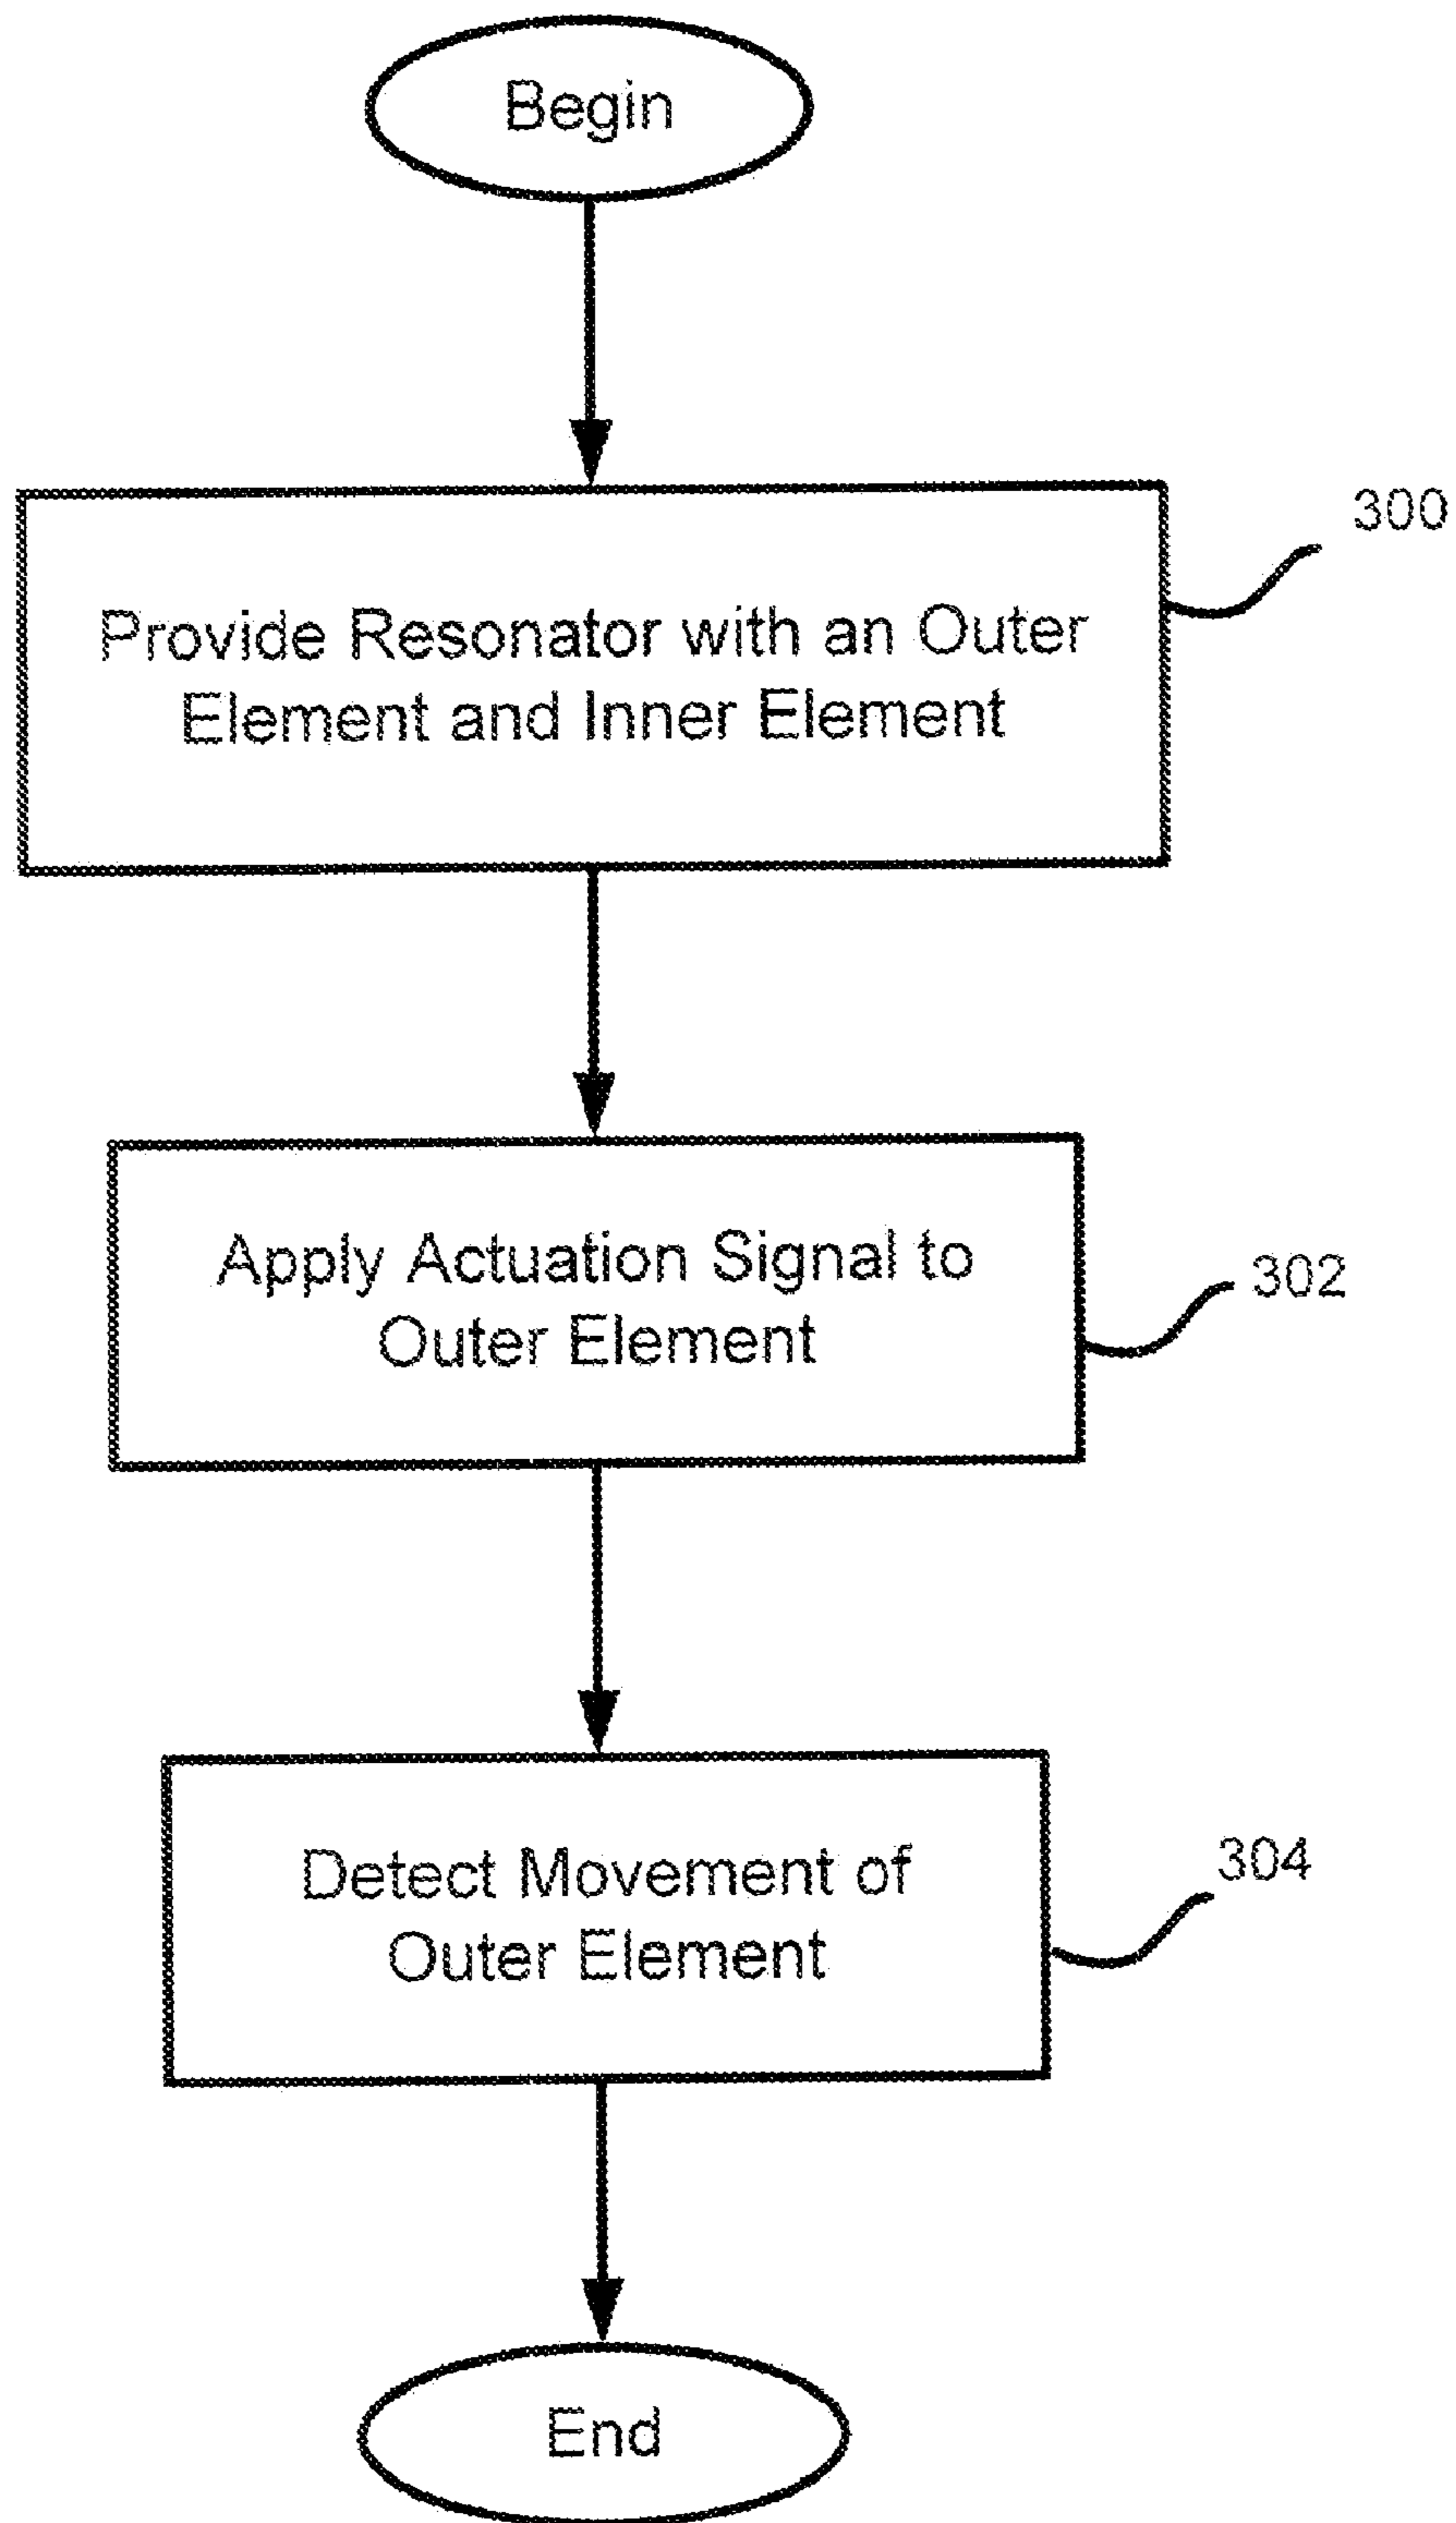 Begin
300
Provide Resonator with an Outer
Element and Inner Element
Apply Actuation Signal to
Outer Element
302
Detect Movement of
Outer Element
304
End